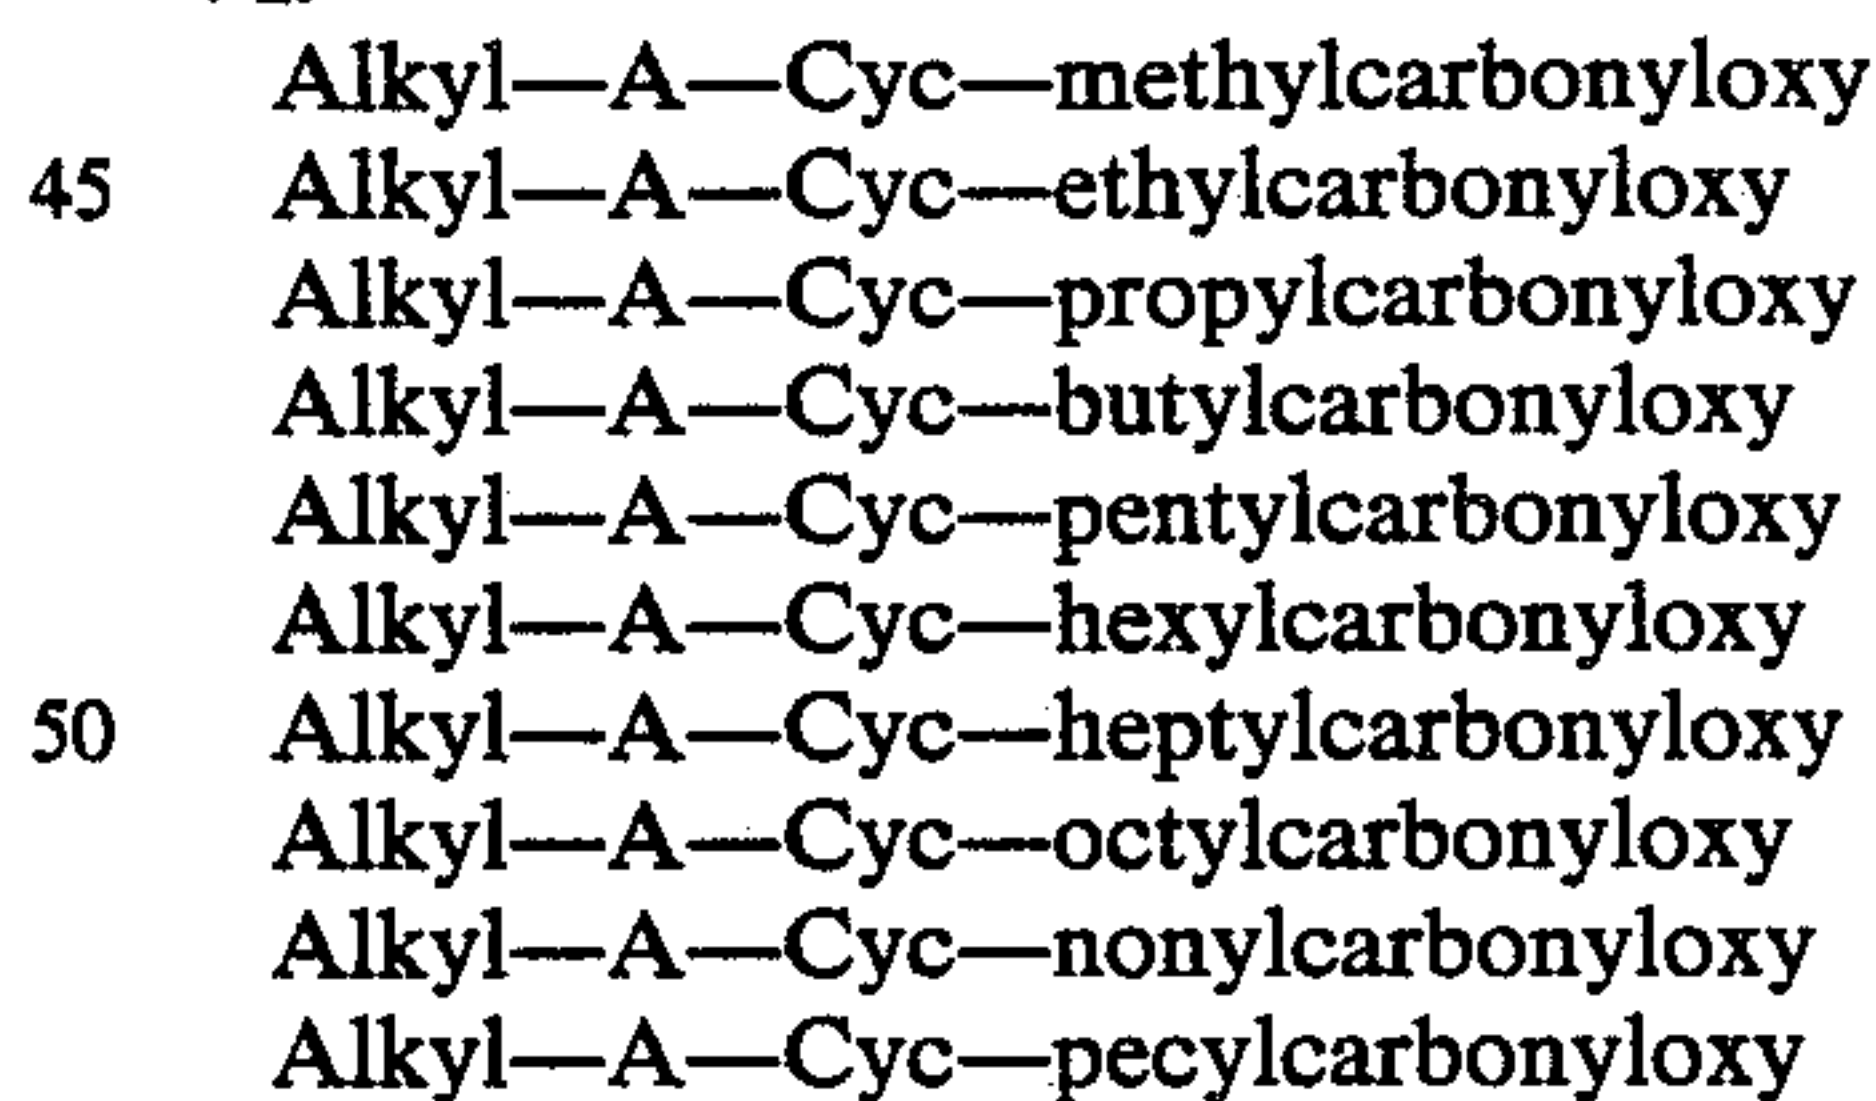 Alkyl—A—Cyc—methylcarbonyloxy
45 Alkyl—A—Cyc—ethylcarbonyloxy
Alkyl—A—Cyc—propylcarbonyloxy
Alkyl—A—Cyc—butylcarbonyloxy
Alkyl—A—Cyc—pentylcarbonyloxy
Alkyl—A—Cyc—hexylcarbonyloxy
50 Alkyl—A—Cyc—heptylcarbonyloxy
Alkyl—A—Cyc—octylcarbonyloxy
Alkyl—A—Cyc—nonylcarbonyloxy
Alkyl—A—Cyc—pecylcarbonyloxy